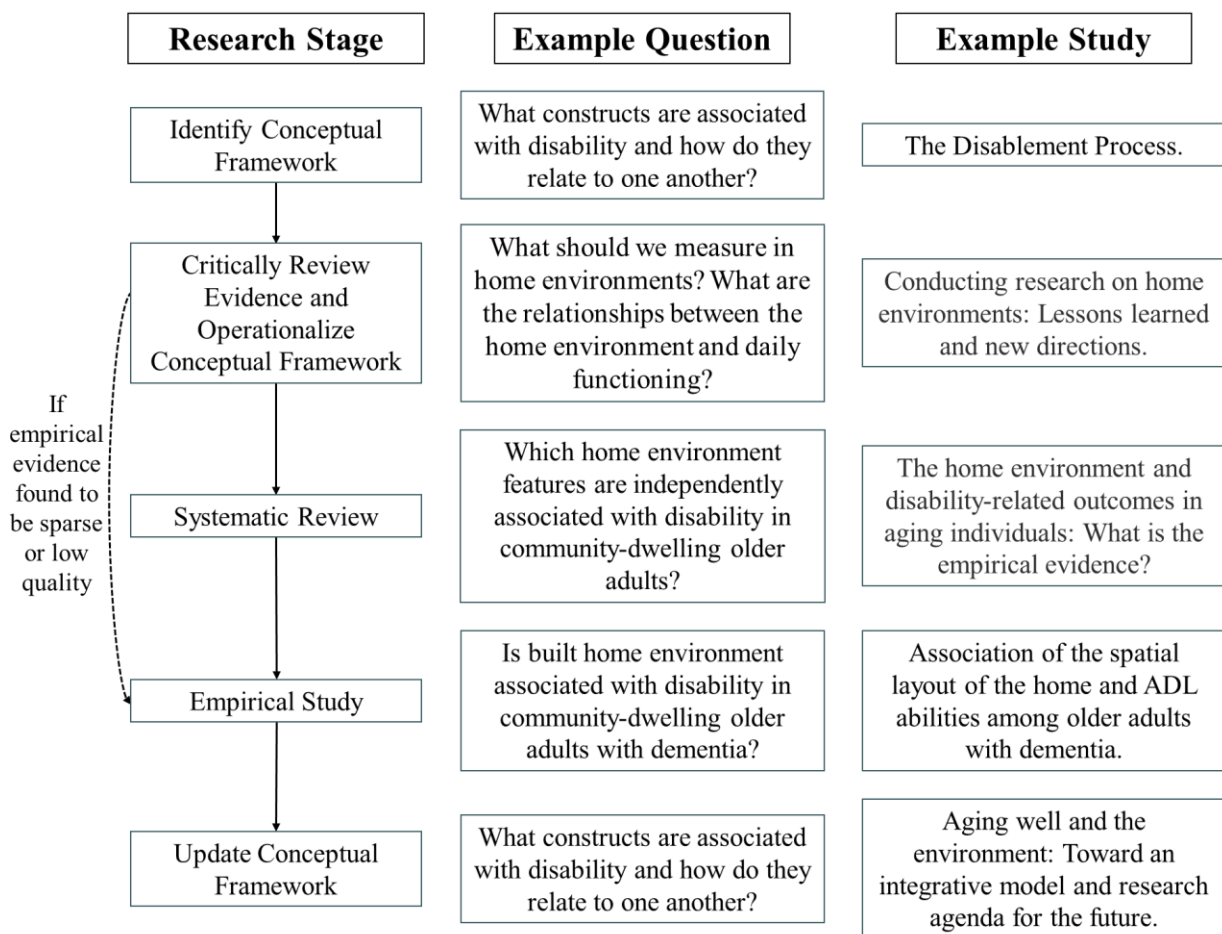 Research Stage
Example Question
Example Study
Identify Conceptual
Framework
What constructs are associated
with disability and how do they
relate to one another?
The Disablement Process.
Critically Review
Evidence and
Operationalize
Conceptual Framework
What should we measure in
home environments? What are
the relationships between the
home environment and daily
functioning?
Conducting research on home
environments: Lessons learned
and new directions.
If
empirical
evidence
found to
be sparse
or low
quality
Systematic Review
Which home environment
features are independently
associated with disability in
community-dwelling older
adults?
The home environment and
disability-related outcomes in
aging individuals: What is the
empirical evidence?
Empirical Study
Is built home environment
associated with disability in
community-dwelling older
adults with dementia?
Association of the spatial
layout of the home and ADL
abilities among older adults
with dementia.
Update Conceptual
Framework
What constructs are associated
with disability and how do they
relate to one another?
Aging well and the
environment: Toward an
integrative model and research
agenda for the future.